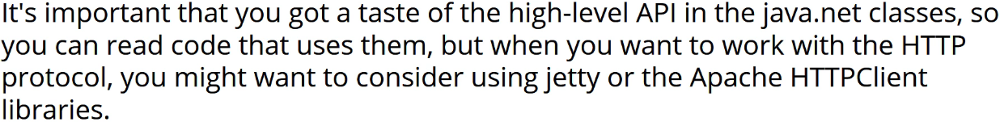 It's important that you got a taste of the high-level API in the java.net classes, so
you can read code that uses them, but when you want to work with the HTTP
protocol, you might want to consider using jetty or the Apache HTTPClient
libraries.